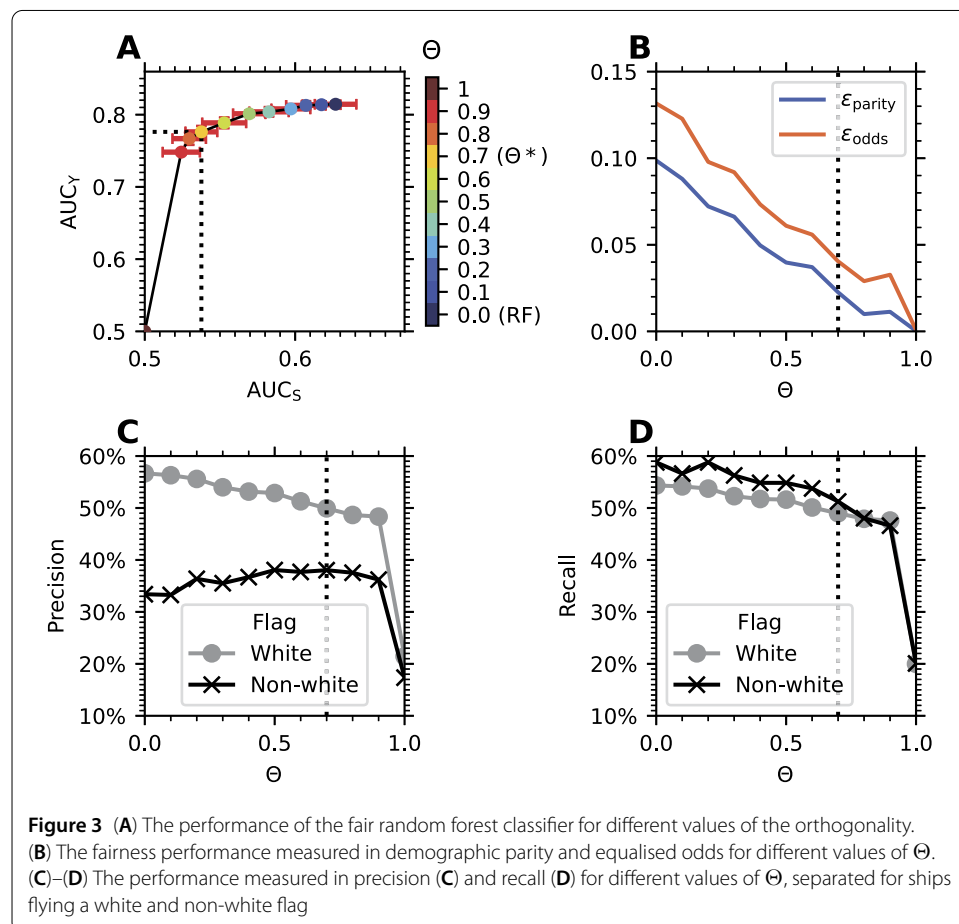 A
Θ
0.8
0.7
0.6
0.5
AUC_Y
0.5
0.6
AUC_S
1
0.9
0.8
0.7 (Θ*)
0.6
0.5
0.4
0.3
0.2
0.1
0.0 (RF)
B
0.15
0.10
0.05
0.00
ε_parity
ε_odds
0.0
0.5
1.0
Θ
C
60%
50%
40%
30%
20%
10%
Precision
Flag
White
Non-white
0.0
0.5
1.0
Θ
D
60%
50%
40%
30%
20%
10%
Recall
Flag
White
Non-white
0.0
0.5
1.0
Θ
Figure 3 (A) The performance of the fair random forest classifier for different values of the orthogonality.
(B) The fairness performance measured in demographic parity and equalised odds for different values of Θ.
(C)–(D) The performance measured in precision (C) and recall (D) for different values of Θ, separated for ships
flying a white and non-white flag